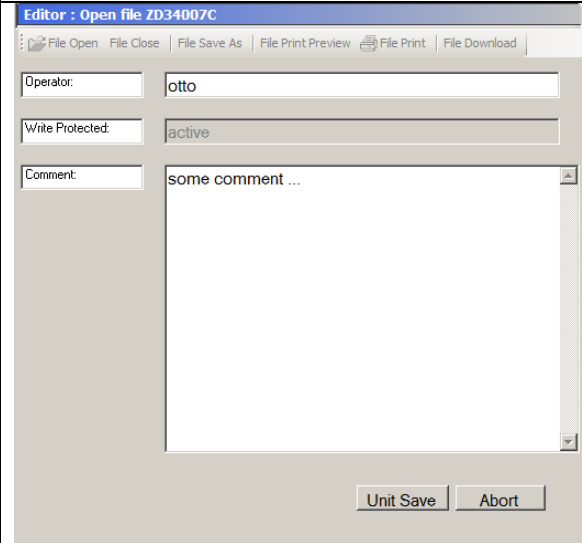 Editor : Open file ZD34007C
File Open File Close File Save As File Print Preview File Print File Download
Operator: otto
Write Protected: active
Comment: some comment ...
Unit Save Abort